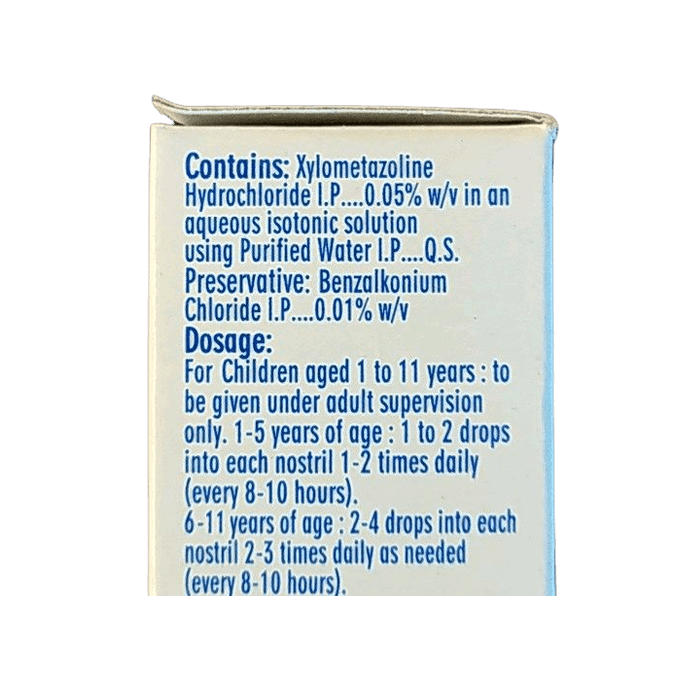 Contains: Xylometazoline
Hydrochloride I.P....0.05% w/v in an
aqueous isotonic solution
using Purified Water I.P....Q.S.
Preservative: Benzalkonium
Chloride I.P....0.01% w/v
Dosage:
For Children aged 1 to 11 years : to
be given under adult supervision
only. 1-5 years of age : 1 to 2 drops
into each nostril 1-2 times daily
(every 8-10 hours).
6-11 years of age : 2-4 drops into each
nostril 2-3 times daily as needed
(every 8-10 hours).